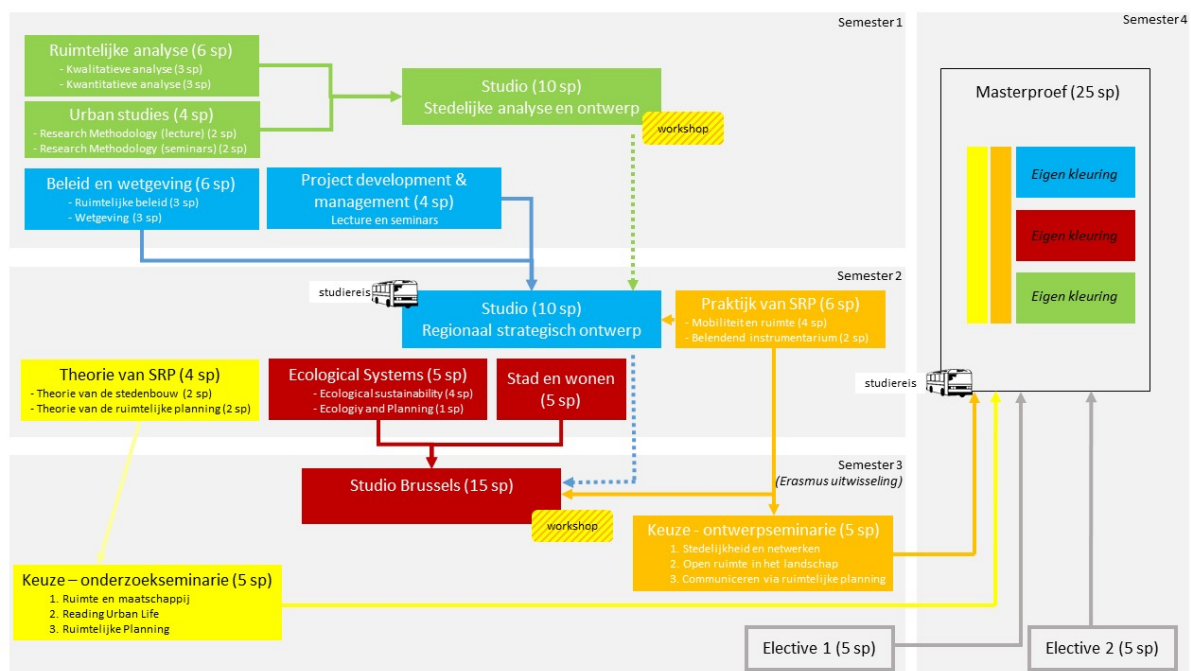 Semester 1
Ruimtelijke analyse (6 sp)
- Kwalitatieve analyse (3 sp)
- Kwantitatieve analyse (3 sp)
Urban studies (4 sp)
- Research Methodology (lecture) (2 sp)
- Research Methodology (seminars) (2 sp)
Studio (10 sp)
Stedelijke analyse en ontwerp
workshop
Beleid en wetgeving (6 sp)
- Ruimtelijke beleid (3 sp)
- Wetgeving (3 sp)
Project development &
management (4 sp)
Lecture en seminars
Semester 2
studiereis
Studio (10 sp)
Regionaal strategisch ontwerp
Praktijk van SRP (6 sp)
- Mobiliteit en ruimte (4 sp)
- Belendend instrumentarium (2 sp)
Theorie van SRP (4 sp)
- Theorie van de stedenbouw (2 sp)
- Theorie van de ruimtelijke planning (2 sp)
Ecological Systems (5 sp)
- Ecological sustainability (4 sp)
- Ecologiy and Planning (1 sp)
Stad en wonen
(5 sp)
Semester 3
(Erasmus uitwisseling)
Studio Brussels (15 sp)
workshop
Keuze - ontwerpseminarie (5 sp)
1. Stedelijkheid en netwerken
2. Open ruimte in het landschap
3. Communiceren via ruimtelijke planning
Keuze – onderzoekseminarie (5 sp)
1. Ruimte en maatschappij
2. Reading Urban Life
3. Ruimtelijke Planning
Elective 1 (5 sp)
Semester 4
Masterproef (25 sp)
Eigen kleuring
Eigen kleuring
Eigen kleuring
studiereis
Elective 2 (5 sp)